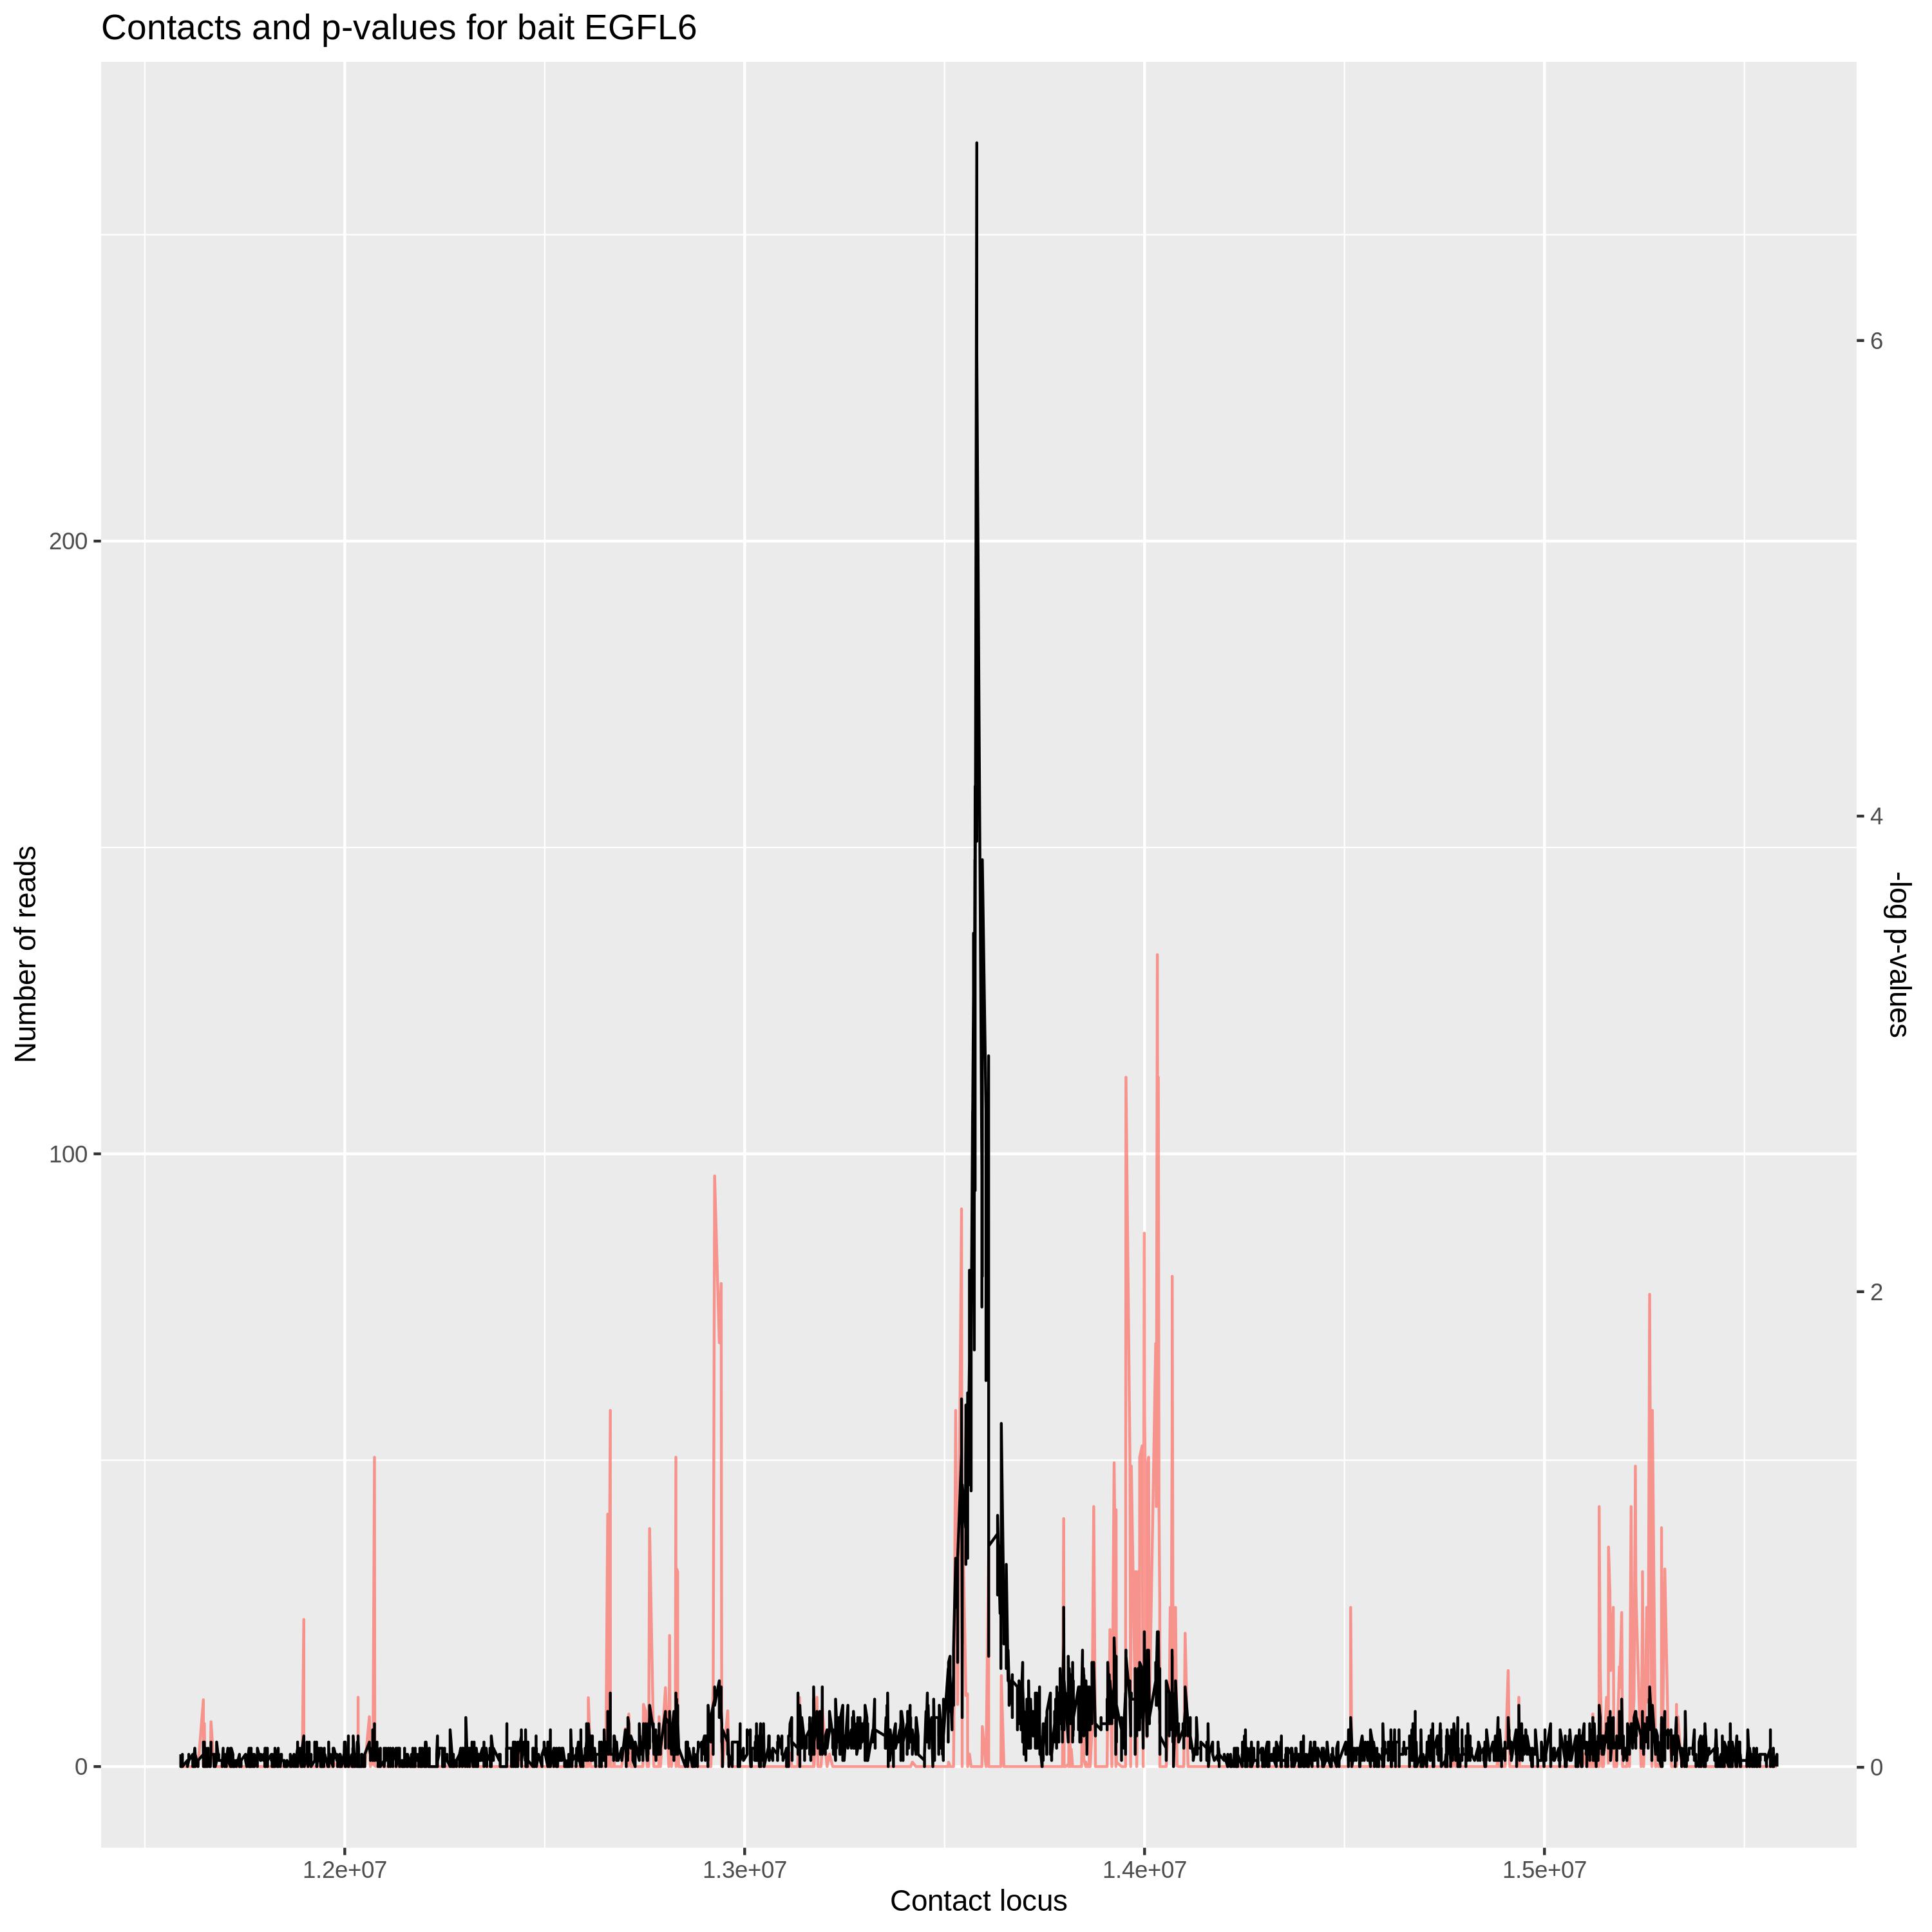 Contacts and p-values for bait EGFL6
Number of reads
200
100
0
6
4
2
0
-log p-values
1.2e+07
1.3e+07
1.4e+07
1.5e+07
Contact locus